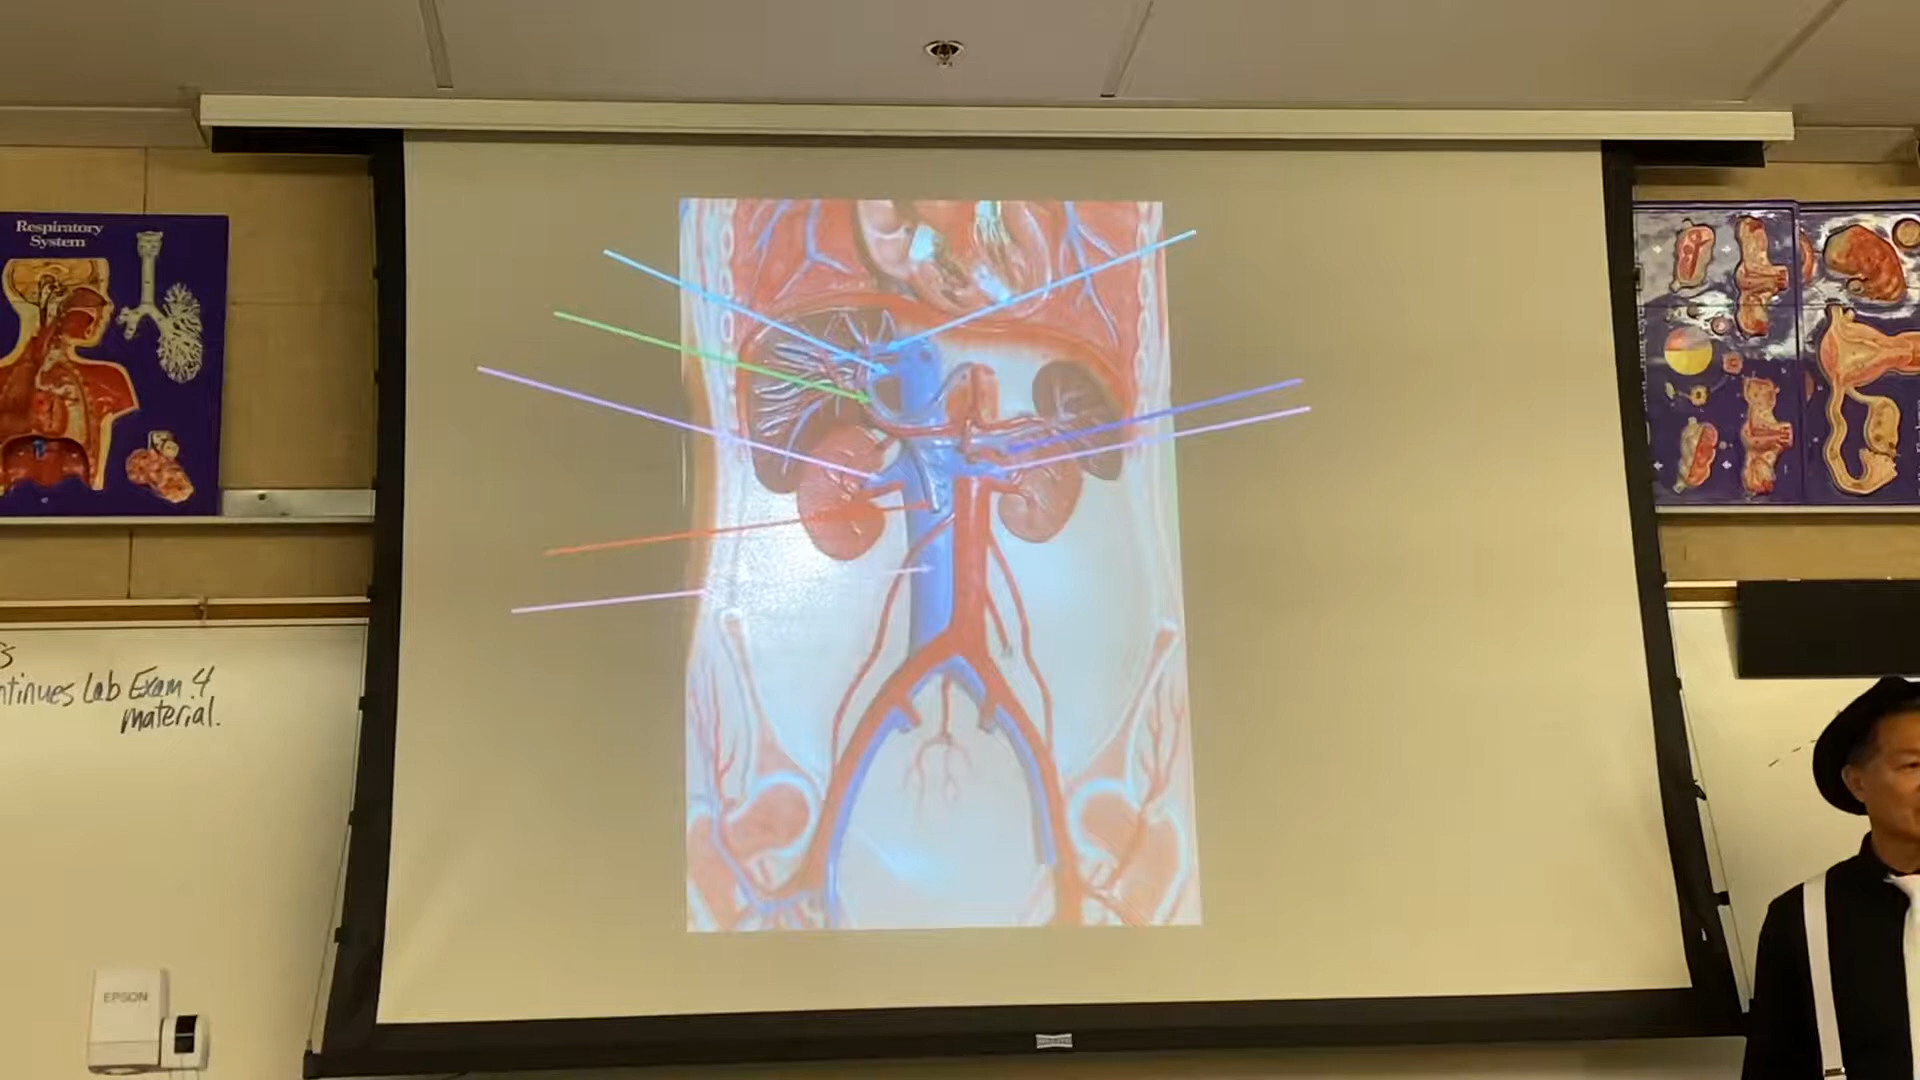 Respiratory
System
ntinues Lab Exam 4
material.
EPSON